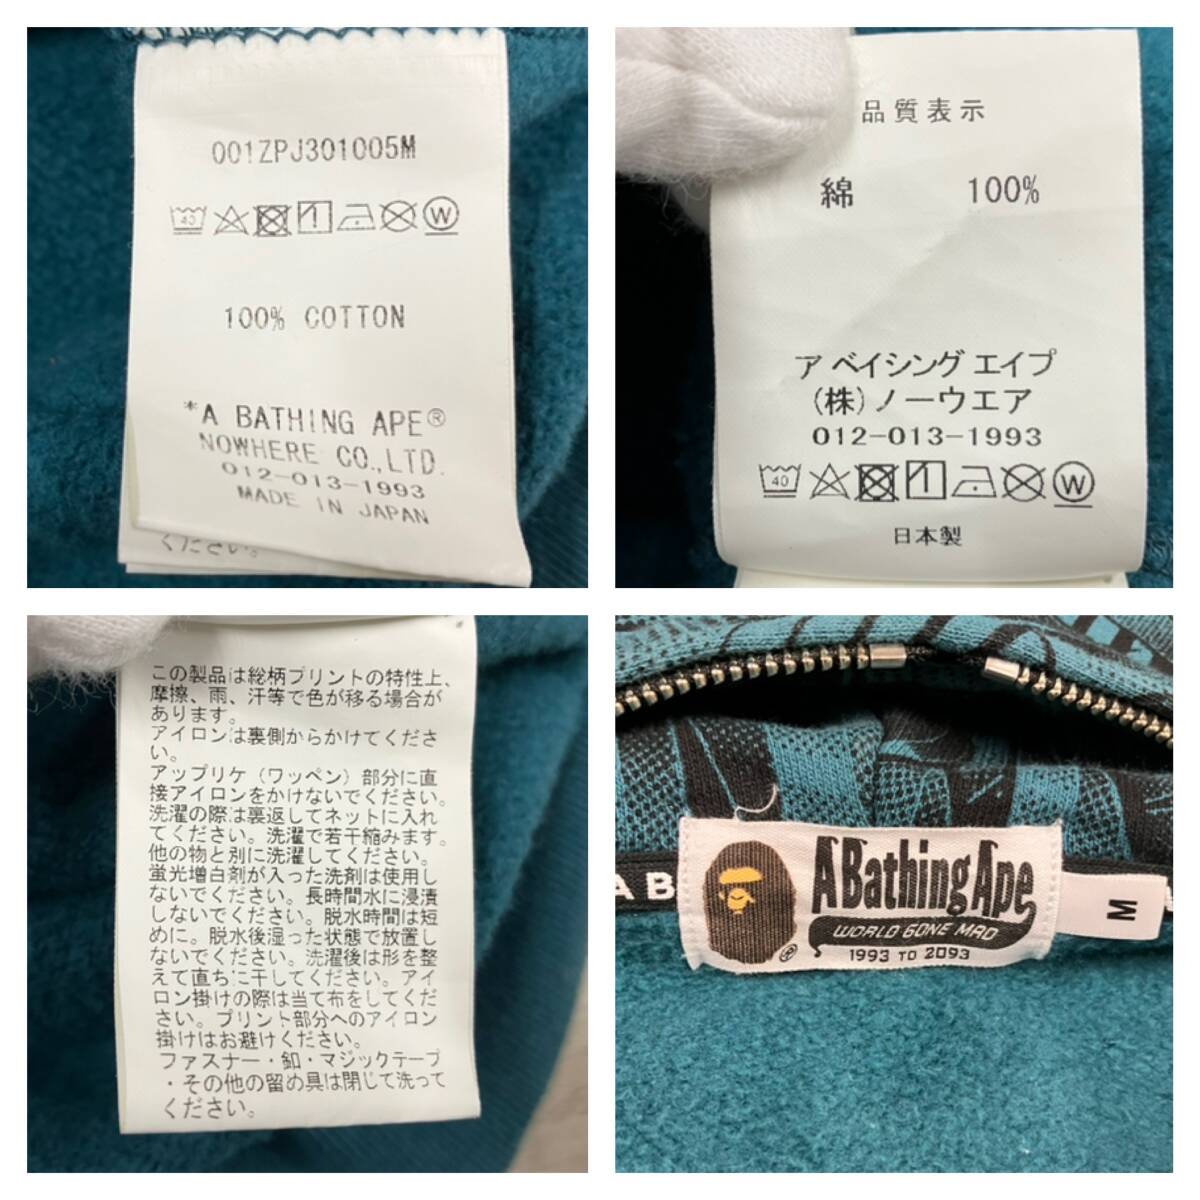 001ZPJ301005M
40 W
100% COTTON
*A BATHING APE®
NOWHERE CO.,LTD.
012-013-1993
MADE IN JAPAN
ください。
品質表示
綿 100%
ア ベイシング エイプ
(株)ノーウエア
012-013-1993
40 W
日本製
この製品は総柄プリントの特性上、
摩擦、雨、汗等で色が移る場合が
あります。
アイロンは裏側からかけてくださ
い。
アップリケ(ワッペン)部分に直
接アイロンをかけないでください。
洗濯の際は裏返してネットに入れ
てください。洗濯で若干縮みます。
他の物と別に洗濯してください。
蛍光増白剤が入った洗剤は使用し
ないでください。長時間水に浸漬
しないでください。脱水時間は短
めに。脱水後湿った状態で放置し
ないでください。洗濯後は形を整
えて直ちに干してください。アイ
ロン掛けの際は当て布をしてくだ
さい。プリント部分へのアイロン
掛けはお避けください。
ファスナー・釦・マジックテープ
・その他の留め具は閉じて洗って
ください。
A B
ABathingApe
WORLD GONE MAD
® 1993 TO 2093
M